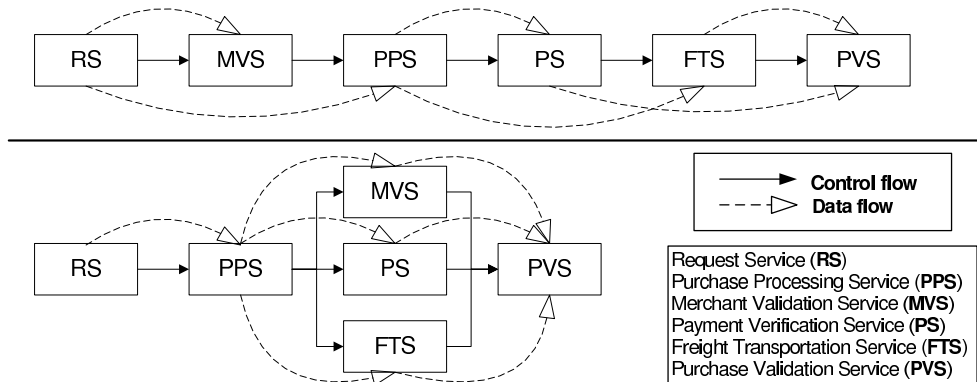 RS
MVS
PPS
PS
FTS
PVS
MVS
RS
PPS
PS
PVS
FTS
Control flow
Data flow
Request Service (RS)
Purchase Processing Service (PPS)
Merchant Validation Service (MVS)
Payment Verification Service (PS)
Freight Transportation Service (FTS)
Purchase Validation Service (PVS)